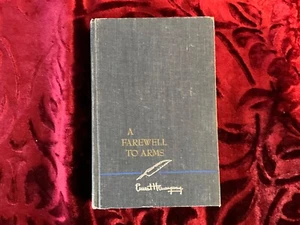 A
FAREWELL
TO ARMS
Ernest Hemingway